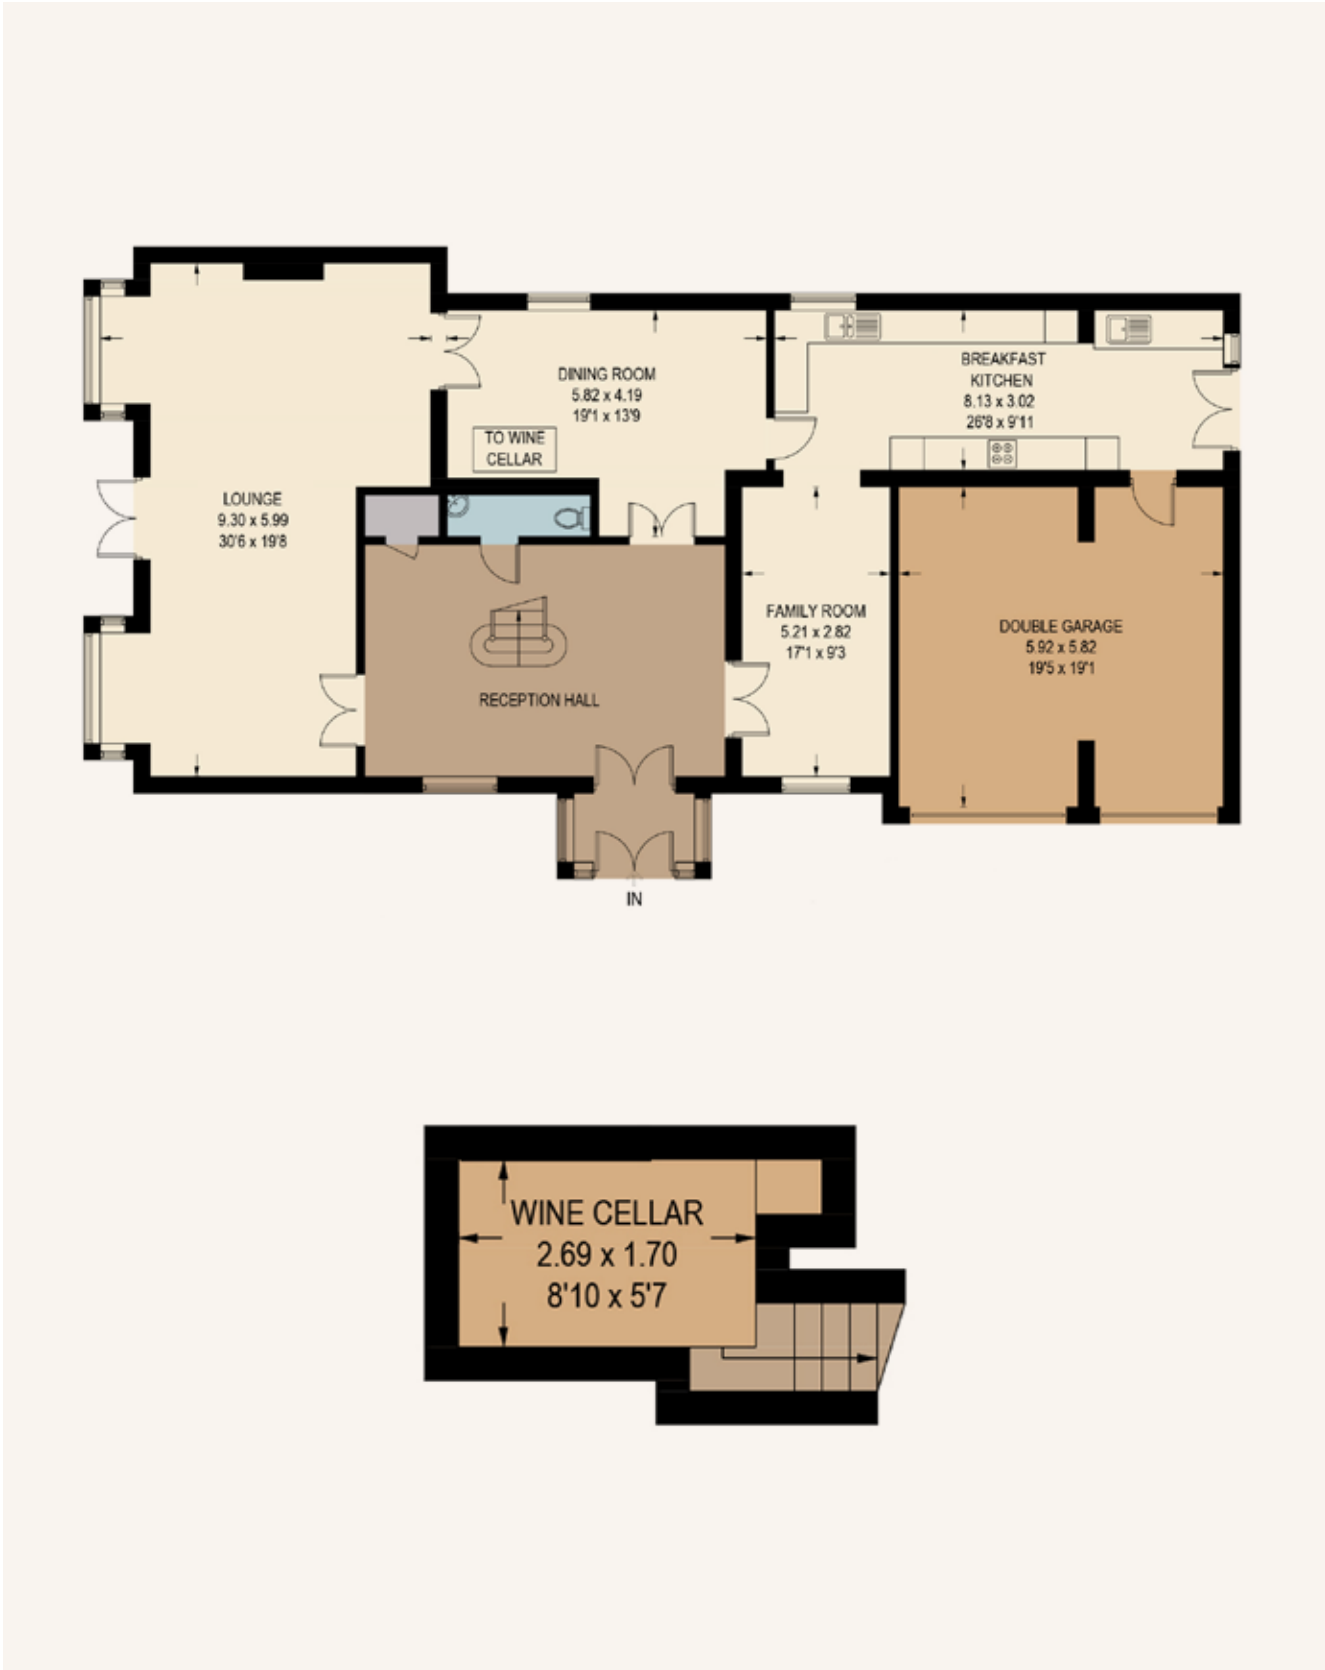 DINING ROOM
5.82 x 4.19
19'1 x 13'9
TO WINE
CELLAR
BREAKFAST
KITCHEN
8.13 x 3.02
26'8 x 9'11
LOUNGE
9.30 x 5.99
30'6 x 19'8
FAMILY ROOM
5.21 x 2.82
17'1 x 9'3
DOUBLE GARAGE
5.92 x 5.82
19'5 x 19'1
RECEPTION HALL
IN
WINE CELLAR
2.69 x 1.70
8'10 x 5'7